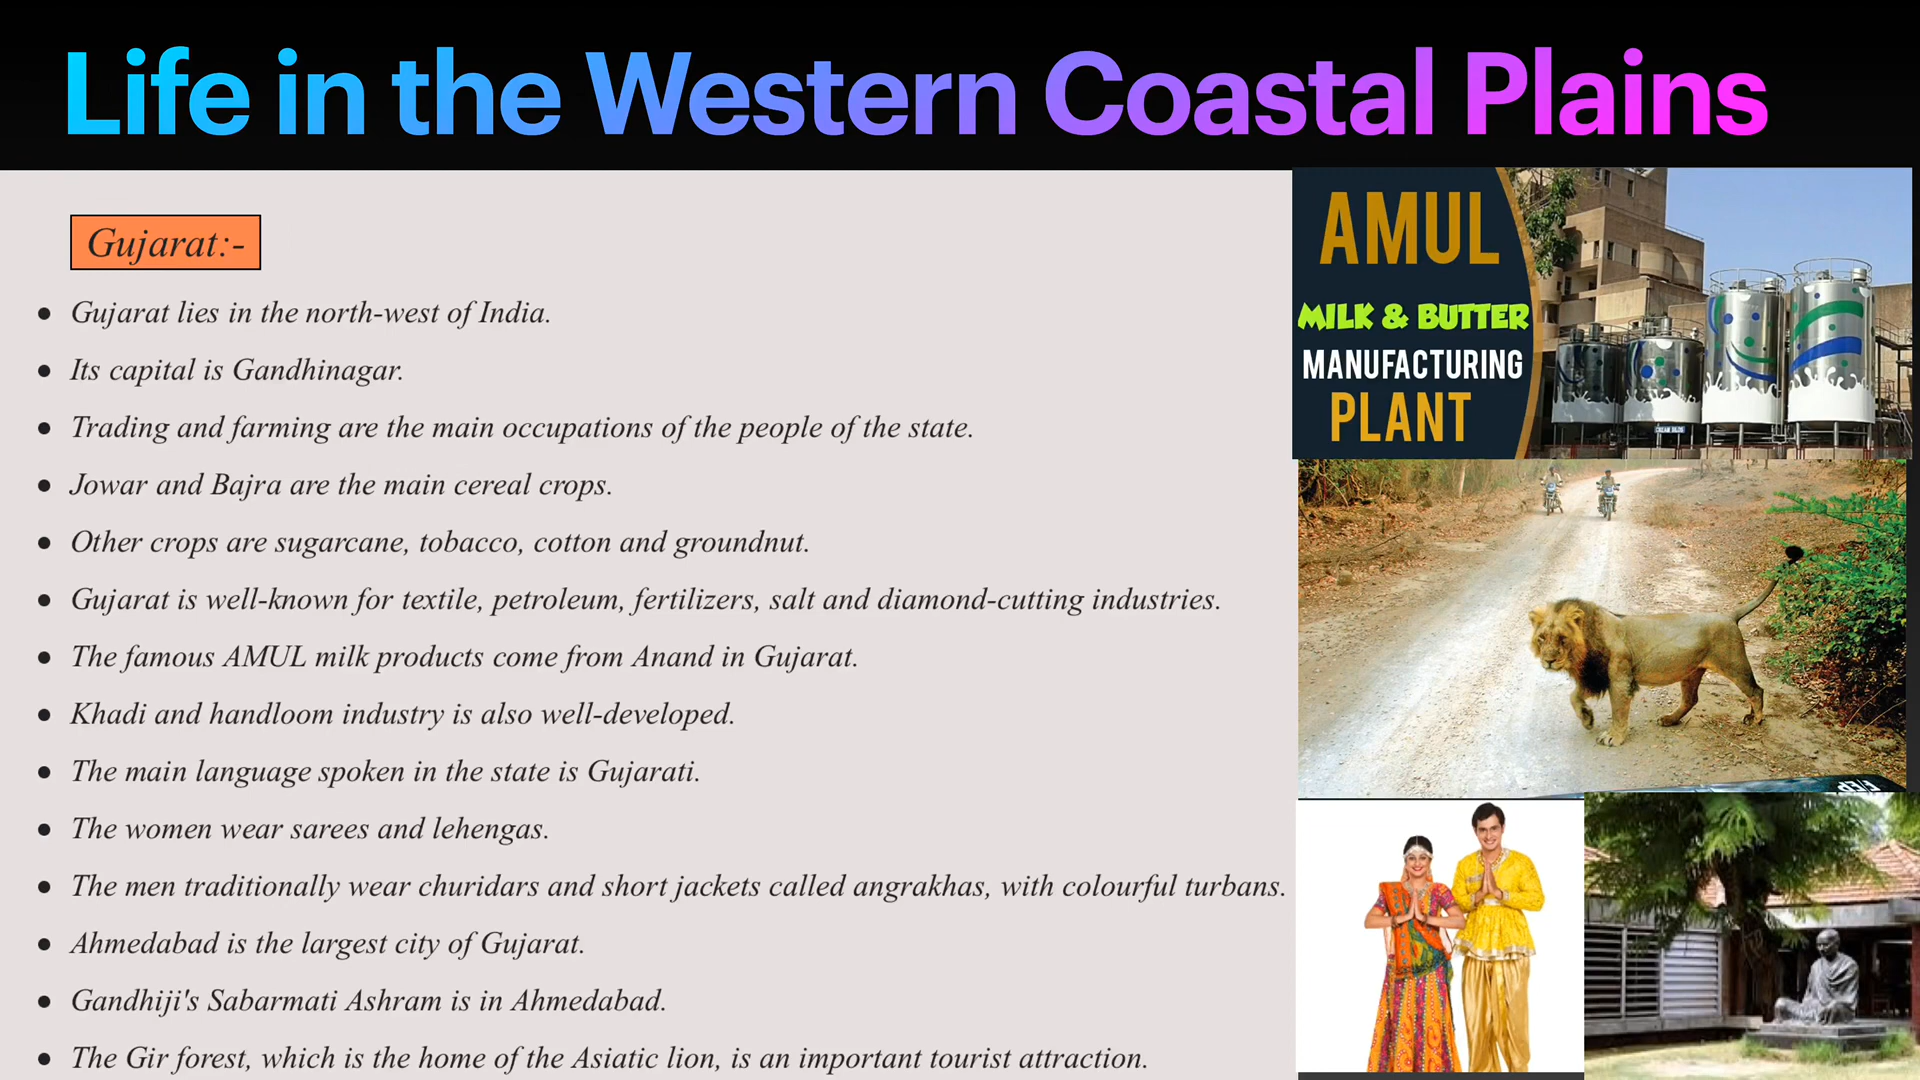 Life in the Western Coastal Plains
Gujarat:-
● Gujarat lies in the north-west of India.
● Its capital is Gandhinagar.
● Trading and farming are the main occupations of the people of the state.
● Jowar and Bajra are the main cereal crops.
● Other crops are sugarcane, tobacco, cotton and groundnut.
● Gujarat is well-known for textile, petroleum, fertilizers, salt and diamond-cutting industries.
● The famous AMUL milk products come from Anand in Gujarat.
● Khadi and handloom industry is also well-developed.
● The main language spoken in the state is Gujarati.
● The women wear sarees and lehengas.
● The men traditionally wear churidars and short jackets called angrakhas, with colourful turbans.
● Ahmedabad is the largest city of Gujarat.
● Gandhiji's Sabarmati Ashram is in Ahmedabad.
● The Gir forest, which is the home of the Asiatic lion, is an important tourist attraction.
AMUL
MILK & BUTTER
MANUFACTURING
PLANT